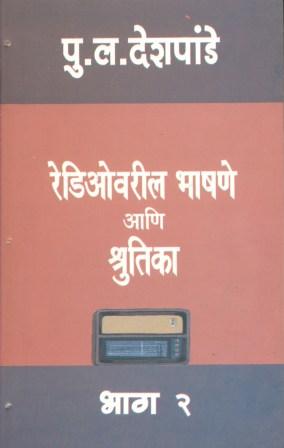 पु.ल.देशपांडे
रेडिओवरील भाषणे
आणि
श्रुतिका
भाग २